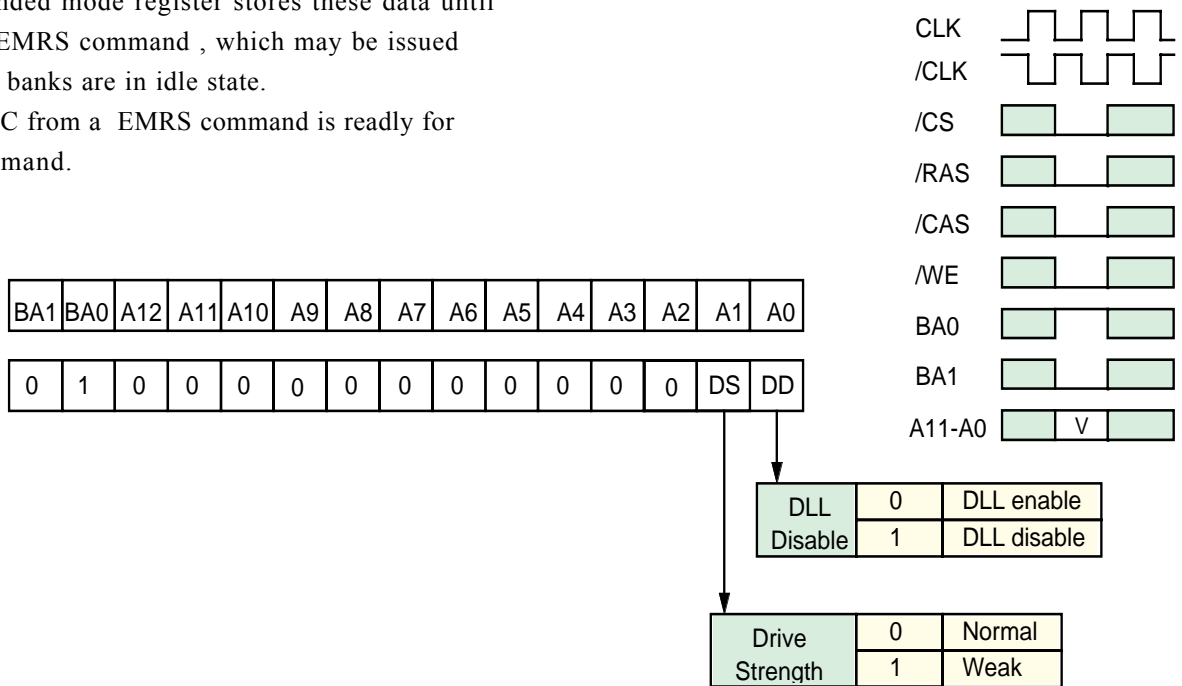 nded mode register stores these data until
EMRS command , which may be issued
banks are in idle state.
C from a EMRS command is readly for
mand.
CLK
/CLK
/CS
/RAS
/CAS
/WE
BA0
BA1
A11-A0 V
BA1 BA0 A12 A11 A10 A9 A8 A7 A6 A5 A4 A3 A2 A1 A0
0 1 0 0 0 0 0 0 0 0 0 0 0 DS DD
DLL Disable
0 DLL enable
1 DLL disable
Drive Strength
0 Normal
1 Weak